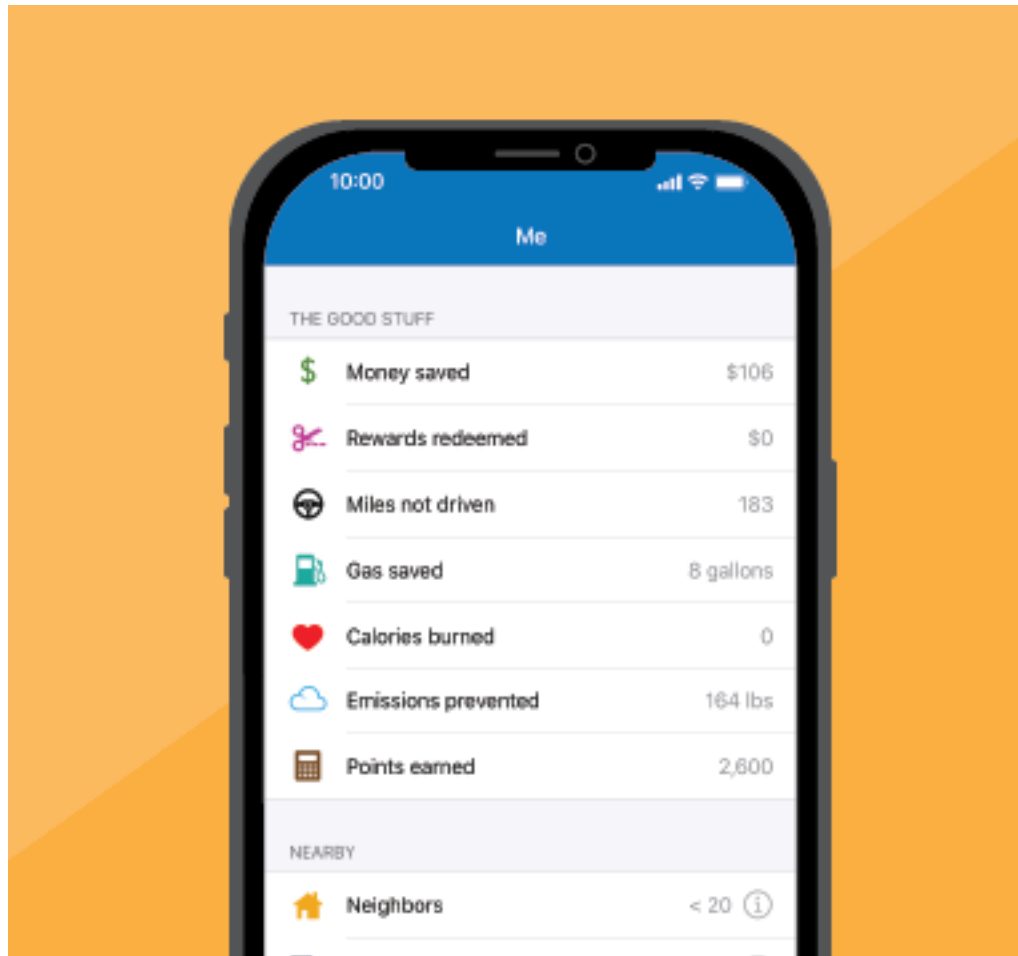 10:00
Me
THE GOOD STUFF
$ Money saved $106
Rewards redeemed $0
Miles not driven 183
Gas saved 8 gallons
Calories burned 0
Emissions prevented 164 lbs
Points earned 2,600
NEARBY
Neighbors < 20 i